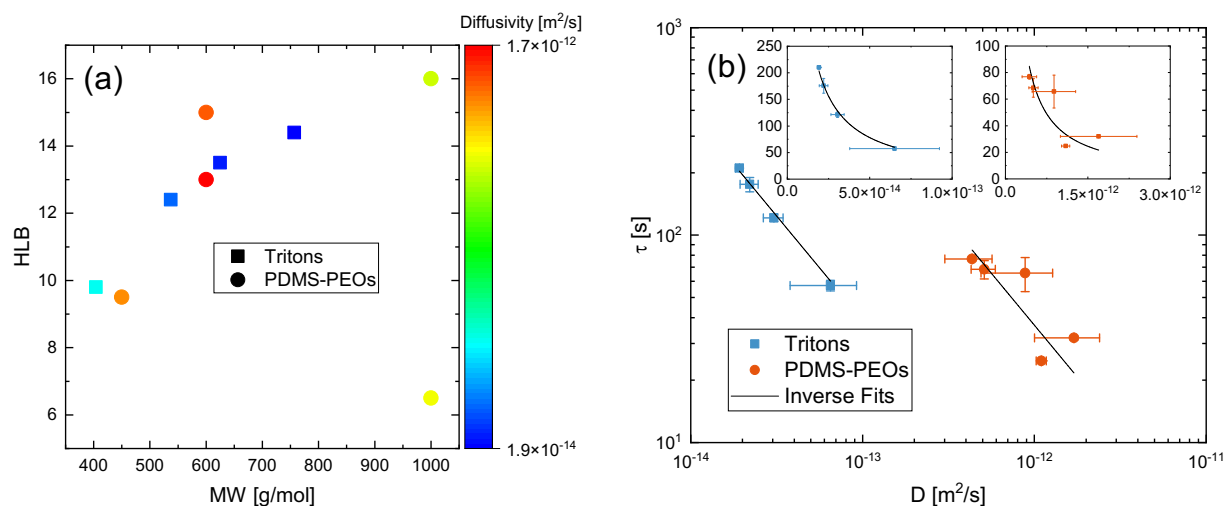 (a)
HLB
16
14
12
10
8
6
400 500 600 700 800 900 1000
MW [g/mol]
Tritons
PDMS-PEOs
Diffusivity [m²/s]
1.7×10⁻¹²
1.9×10⁻¹⁴
(b)
τ [s]
10³
10²
10¹
10⁻¹⁴ 10⁻¹³ 10⁻¹² 10⁻¹¹
D [m²/s]
250
200
150
100
50
0
0.0 5.0×10⁻¹⁴ 1.0×10⁻¹³
100
80
60
40
20
0
0.0 1.5×10⁻¹² 3.0×10⁻¹²
Tritons
PDMS-PEOs
Inverse Fits